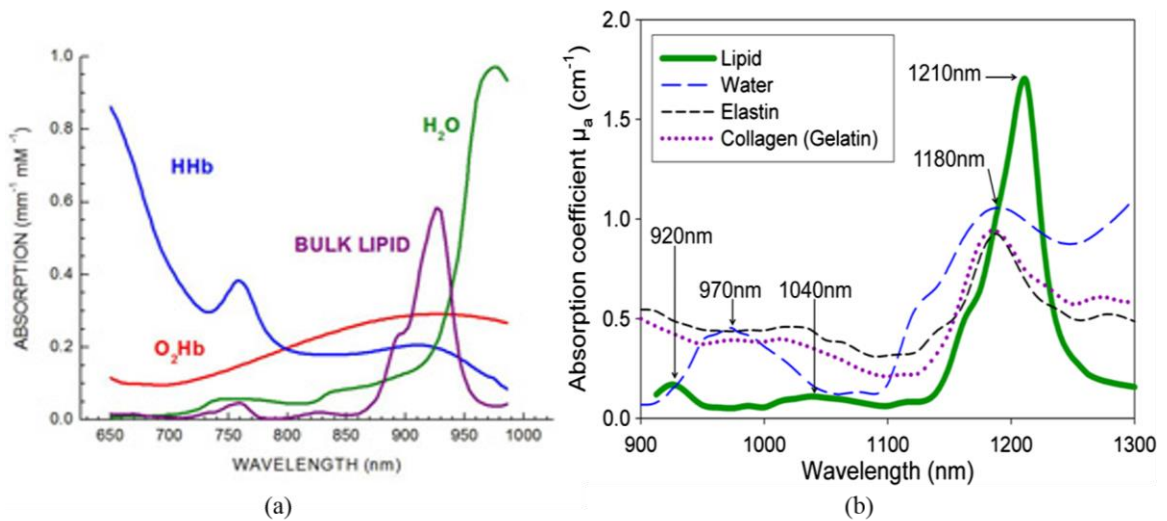 1.0
0.8
0.6
0.4
0.2
0.0
ABSORPTION (mm⁻¹ mM⁻¹)
HHb
H₂O
BULK LIPID
O₂Hb
650 700 750 800 850 900 950 1000
WAVELENGTH (nm)
(a)
2.0
1.5
1.0
0.5
0.0
Absorption coefficient μₐ (cm⁻¹)
Lipid
Water
Elastin
Collagen (Gelatin)
1210nm
1180nm
920nm
970nm
1040nm
900 1000 1100 1200 1300
Wavelength (nm)
(b)